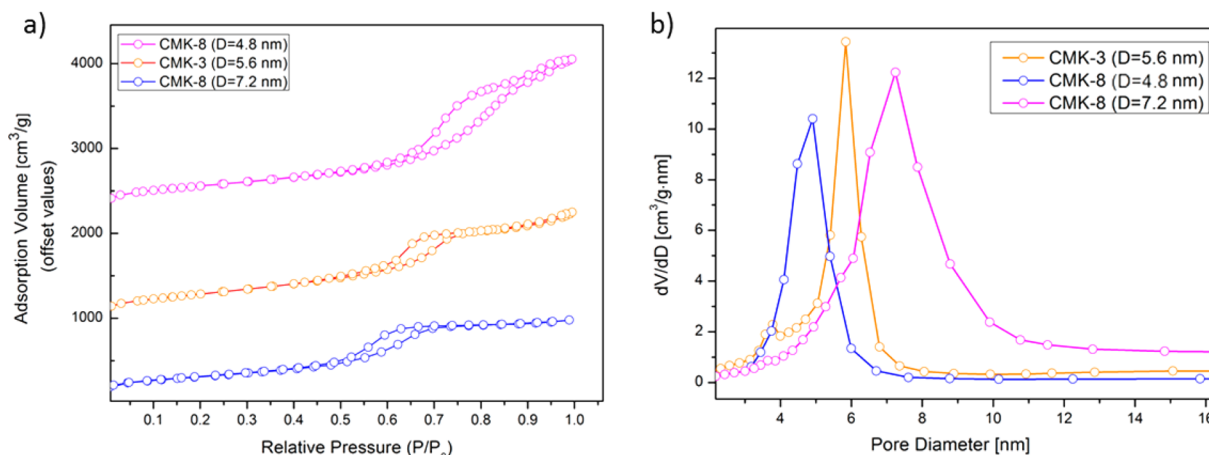 a)
CMK-8 (D=4.8 nm)
CMK-3 (D=5.6 nm)
CMK-8 (D=7.2 nm)
4000
3000
2000
1000
Adsorption Volume [cm³/g]
(offset values)
0.1 0.2 0.3 0.4 0.5 0.6 0.7 0.8 0.9 1.0
Relative Pressure (P/P₀)
b)
CMK-3 (D=5.6 nm)
CMK-8 (D=4.8 nm)
CMK-8 (D=7.2 nm)
14
12
10
8
6
4
2
0
dV/dD [cm³/g·nm]
4 6 8 10 12 14 16
Pore Diameter [nm]